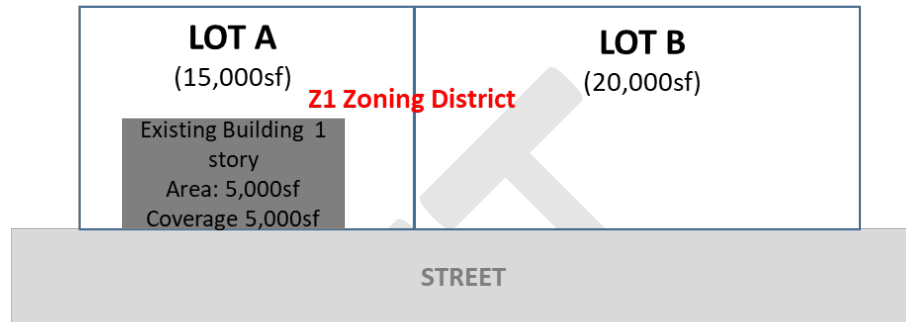 LOT A
(15,000sf)
LOT B
(20,000sf)
Z1 Zoning District
Existing Building 1
story
Area: 5,000sf
Coverage 5,000sf
STREET